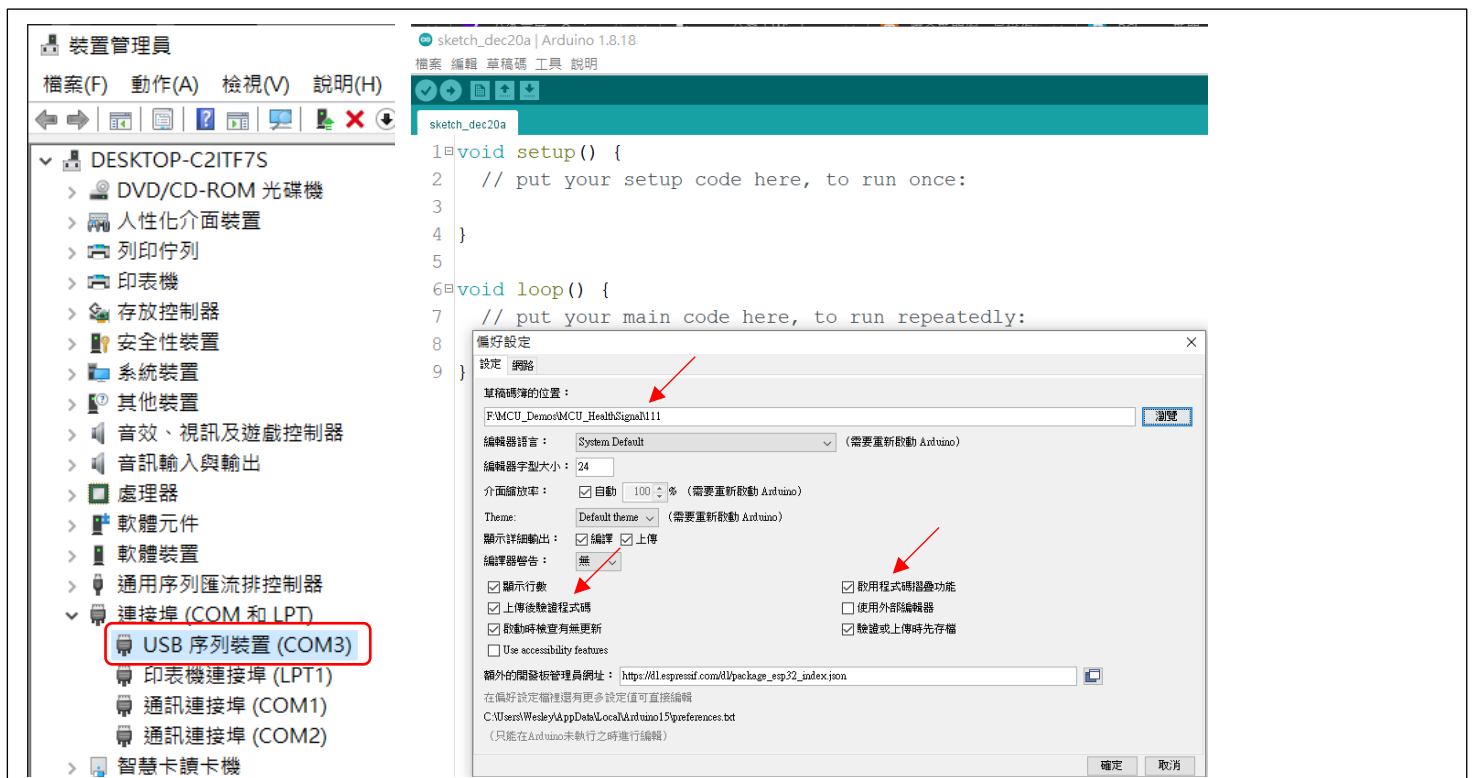 裝置管理員
檔案(F) 動作(A) 檢視(V) 說明(H)
DESKTOP-C2ITF7S
DVD/CD-ROM 光碟機
人性化介面裝置
列印佇列
印表機
存放控制器
安全性裝置
系統裝置
其他裝置
音效、視訊及遊戲控制器
音訊輸入與輸出
處理器
軟體元件
軟體裝置
通用序列匯流排控制器
連接埠 (COM 和 LPT)
USB 序列裝置 (COM3)
印表機連接埠 (LPT1)
通訊連接埠 (COM1)
通訊連接埠 (COM2)
智慧卡讀卡機
sketch_dec20a | Arduino 1.8.18
檔案 編輯 草稿碼 工具 說明
sketch_dec20a
1 void setup() {
2 // put your setup code here, to run once:
3
4 }
5
6 void loop() {
7 // put your main code here, to run repeatedly:
8
9 }
偏好設定
設定 網路
草稿碼簿的位置：
F:\MCU_Demos\MCU_HealthSignal\111 瀏覽
編輯器語言： System Default （需要重新啟動 Arduino）
編輯器字型大小： 24
介面縮放率： 自動 100 % （需要重新啟動 Arduino）
Theme: Default theme （需要重新啟動 Arduino）
顯示詳細輸出： 編譯 上傳
編譯器警告： 無
顯示行數 啟用程式碼摺疊功能
上傳後驗證程式碼 使用外部編輯器
啟動時檢查有無更新 驗證或上傳時先存檔
Use accessibility features
額外的開發板管理員網址： https://dl.espressif.com/dl/package_esp32_index.json
在偏好設定檔裡還有更多設定值可直接編輯
C:\Users\Wesley\AppData\Local\Arduino15\preferences.txt
（只能在Arduino未執行之時進行編輯）
確定 取消